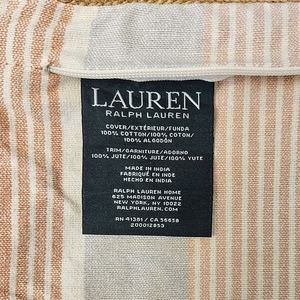 LAUREN
RALPH LAUREN
COVER/EXTÉRIEUR/FUNDA
100% COTTON/100% COTON/
100% ALGODÓN
TRIM/GARNITURE/ADORNO
100% JUTE/100% JUTE/100% YUTE
MADE IN INDIA
FABRIQUÉ EN INDE
HECHO EN INDIA
RALPH LAUREN HOME
625 MADISON AVENUE
NEW YORK, NY 10022
RALPHLAUREN.COM
RN 41381 / CA 56658
200012853